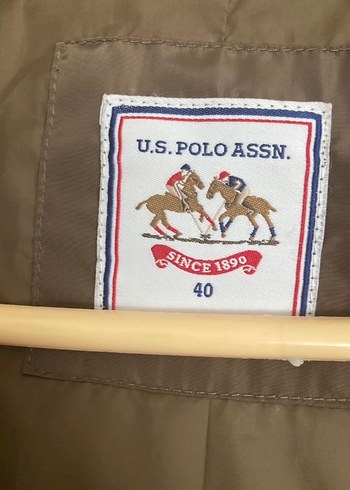 U.S. POLO ASSN.
SINCE 1890
40